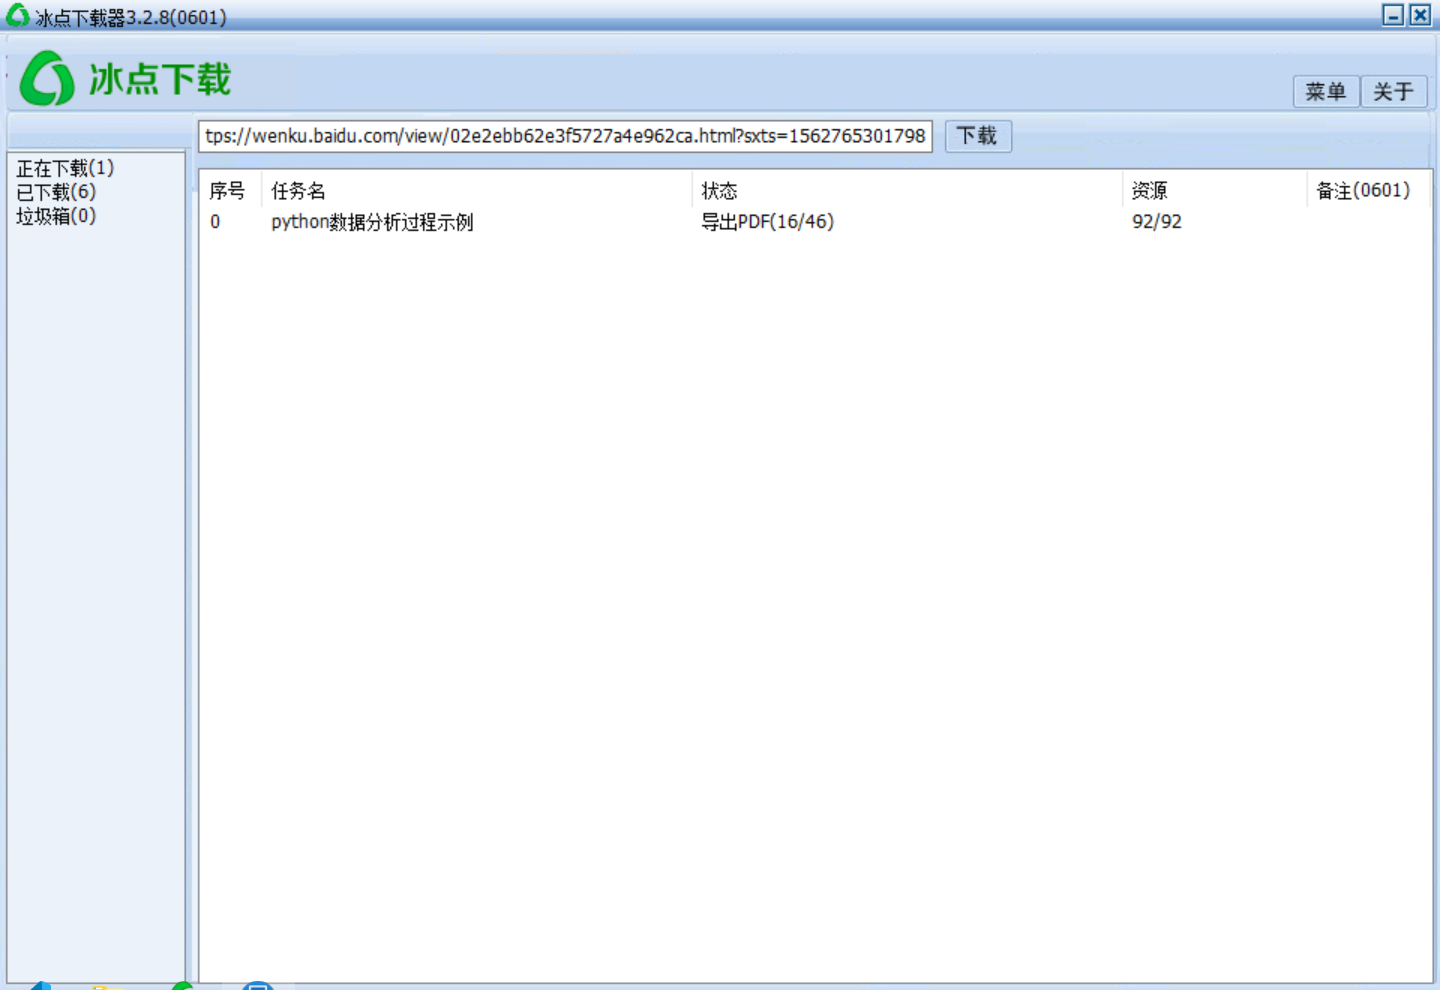 冰点下载器3.2.8(0601)
冰点下载
菜单 关于
tps://wenku.baidu.com/view/02e2ebb62e3f5727a4e962ca.html?sxts=1562765301798 下载
正在下载(1)
已下载(6)
垃圾箱(0)
序号 任务名 状态 资源 备注(0601)
0 python数据分析过程示例 导出PDF(16/46) 92/92